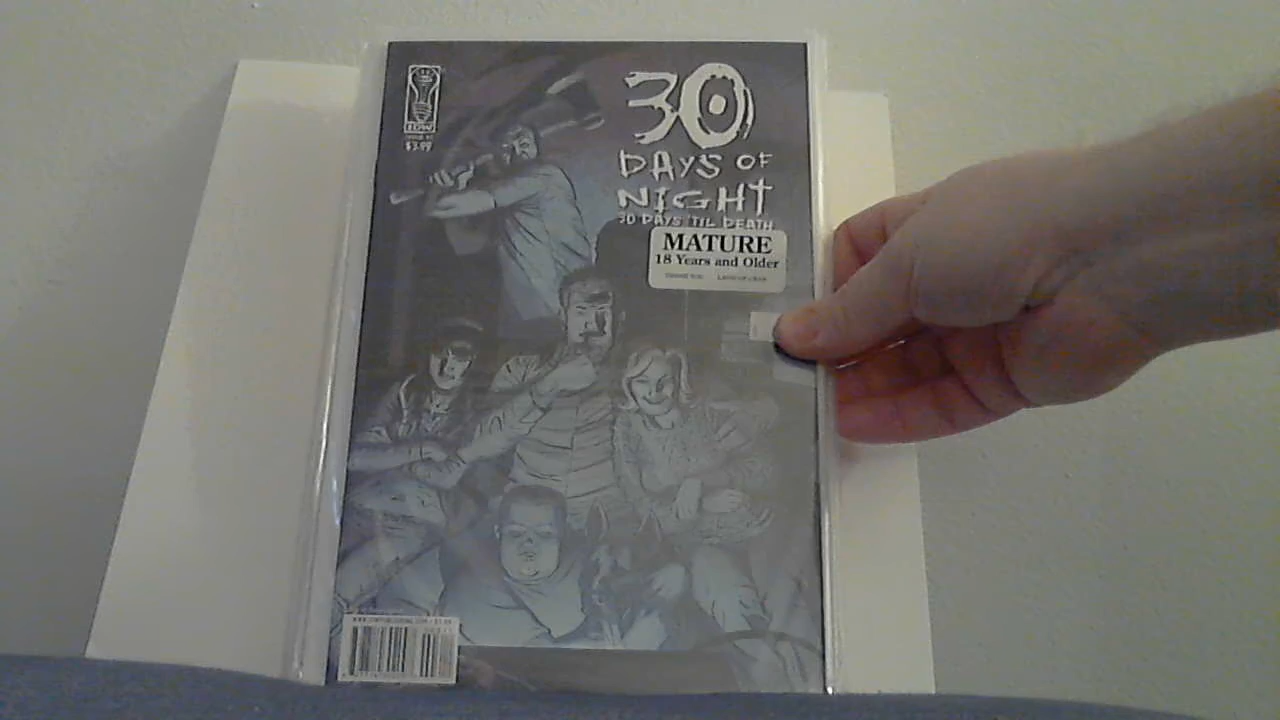 IDW
$3.99
30
DAYS OF
NIGHT
30 DAYS 'TIL DEATH
MATURE
18 Years and Older